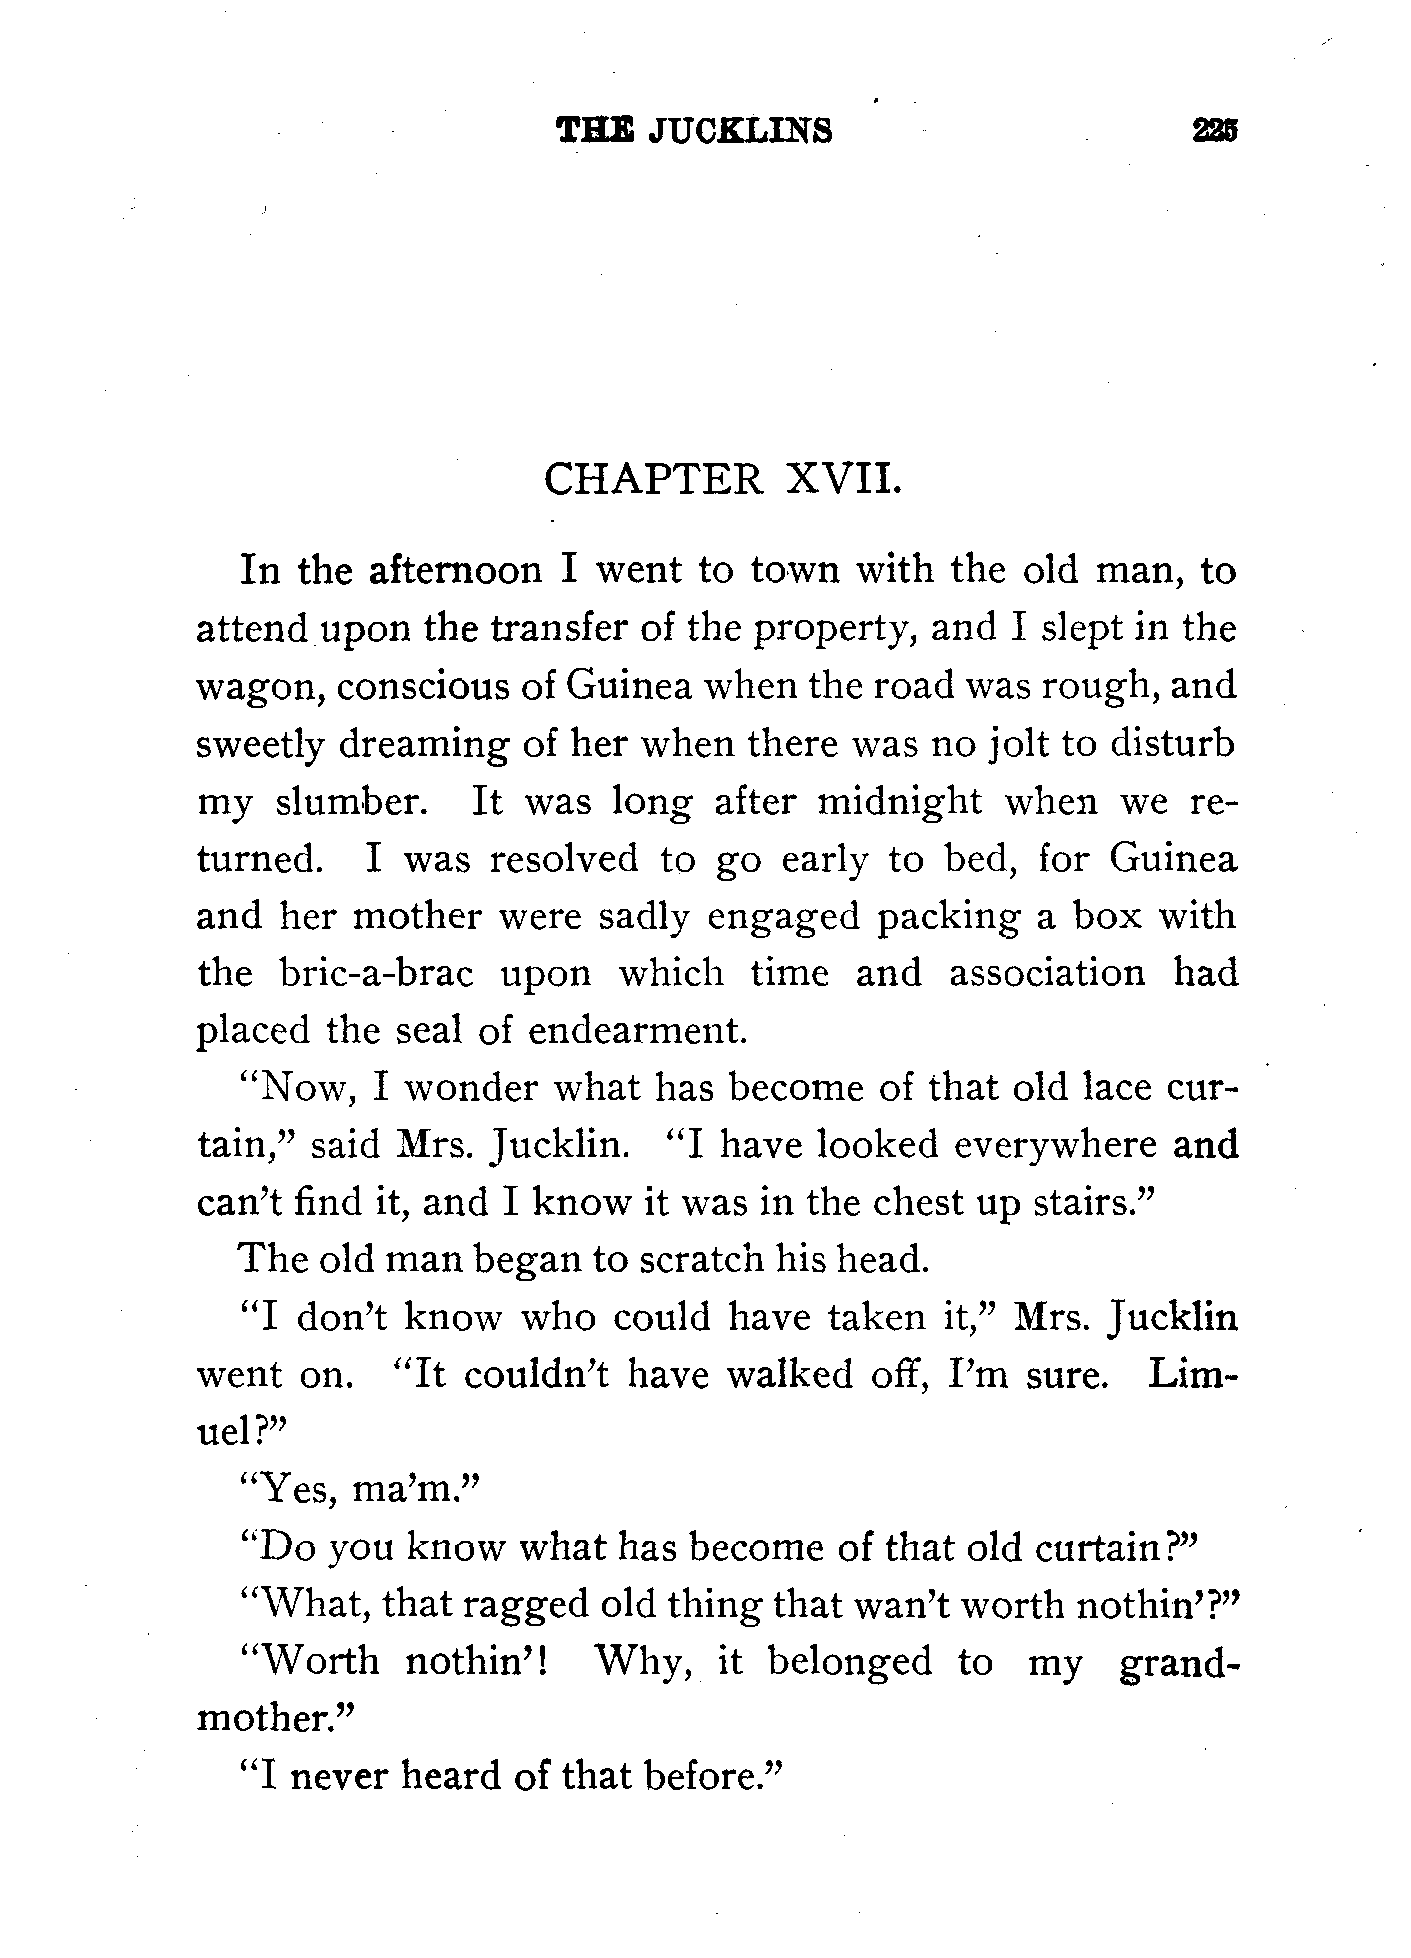 THE JUCKLINS 225
CHAPTER XVII.
In the afternoon I went to town with the old man, to
attend upon the transfer of the property, and I slept in the
wagon, conscious of Guinea when the road was rough, and
sweetly dreaming of her when there was no jolt to disturb
my slumber. It was long after midnight when we re-
turned. I was resolved to go early to bed, for Guinea
and her mother were sadly engaged packing a box with
the bric-a-brac upon which time and association had
placed the seal of endearment.
“Now, I wonder what has become of that old lace cur-
tain,” said Mrs. Jucklin. “I have looked everywhere and
can’t find it, and I know it was in the chest up stairs.”
The old man began to scratch his head.
“I don’t know who could have taken it,” Mrs. Jucklin
went on. “It couldn’t have walked off, I’m sure. Lim-
uel?”
“Yes, ma’m.”
“Do you know what has become of that old curtain?”
“What, that ragged old thing that wan’t worth nothin’?”
“Worth nothin’! Why, it belonged to my grand-
mother.”
“I never heard of that before.”